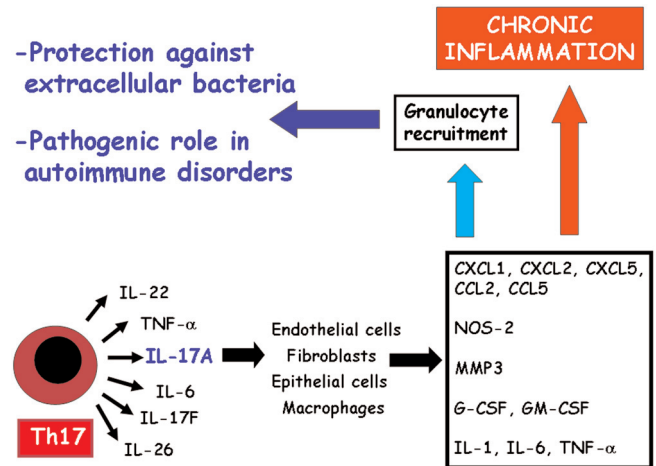 CHRONIC
INFLAMMATION
-Protection against
extracellular bacteria
-Pathogenic role in
autoimmune disorders
Granulocyte
recruitment
IL-22
TNF-α
IL-17A
IL-6
IL-17F
IL-26
Th17
Endothelial cells
Fibroblasts
Epithelial cells
Macrophages
CXCL1, CXCL2, CXCL5,
CCL2, CCL5
NOS-2
MMP3
G-CSF, GM-CSF
IL-1, IL-6, TNF-α